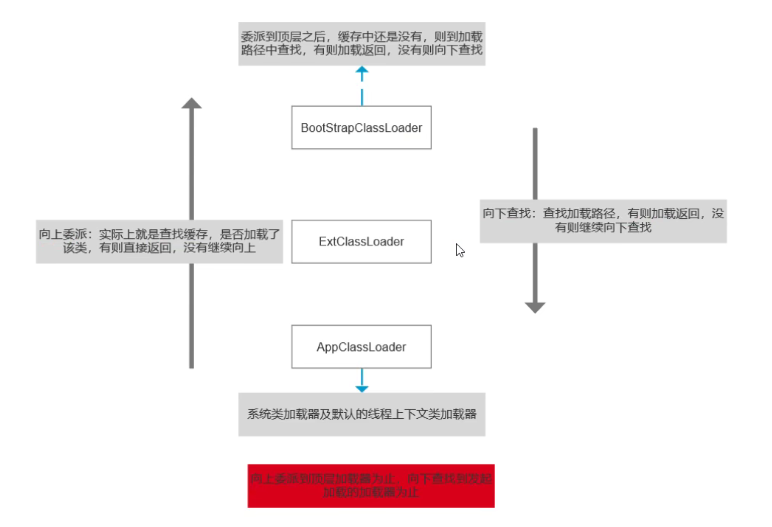 委派到顶层之后，缓存中还是没有，则到加载
路径中查找，有则加载返回，没有则向下查找
BootStrapClassLoader
向上委派：实际上就是查找缓存，是否加载了
该类，有则直接返回，没有继续向上
ExtClassLoader
向下查找：查找加载路径，有则加载返回，没
有则继续向下查找
AppClassLoader
系统类加载器及默认的线程上下文类加载器
向上委派到顶层加载器为止，向下查找到发起
加载的加载器为止